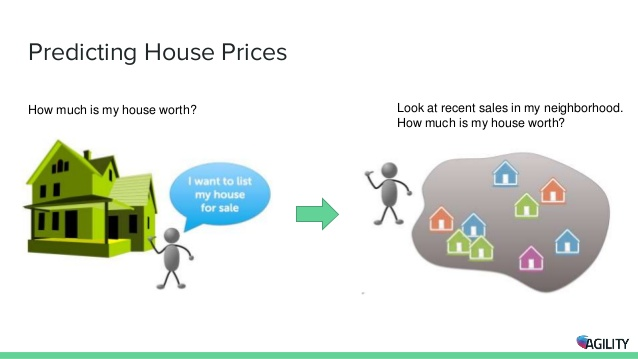 Predicting House Prices
How much is my house worth?
Look at recent sales in my neighborhood.
How much is my house worth?
I want to list
my house
for sale
AGILITY